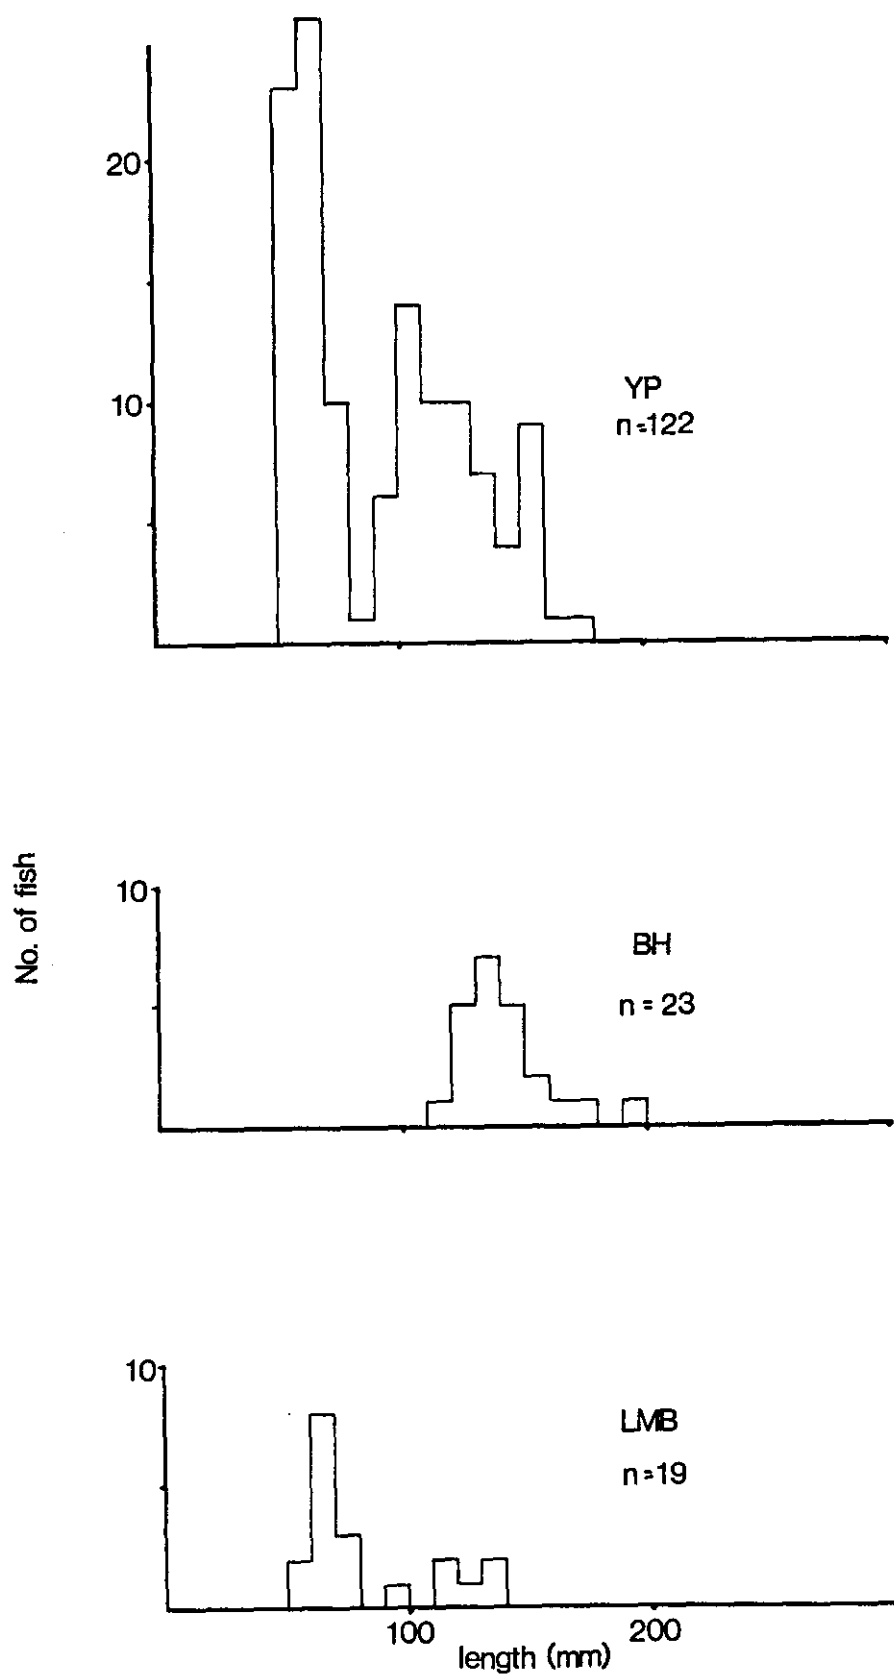 20
10
YP
n=122
No. of fish
10
BH
n = 23
10
LMB
n=19
100
200
length (mm)